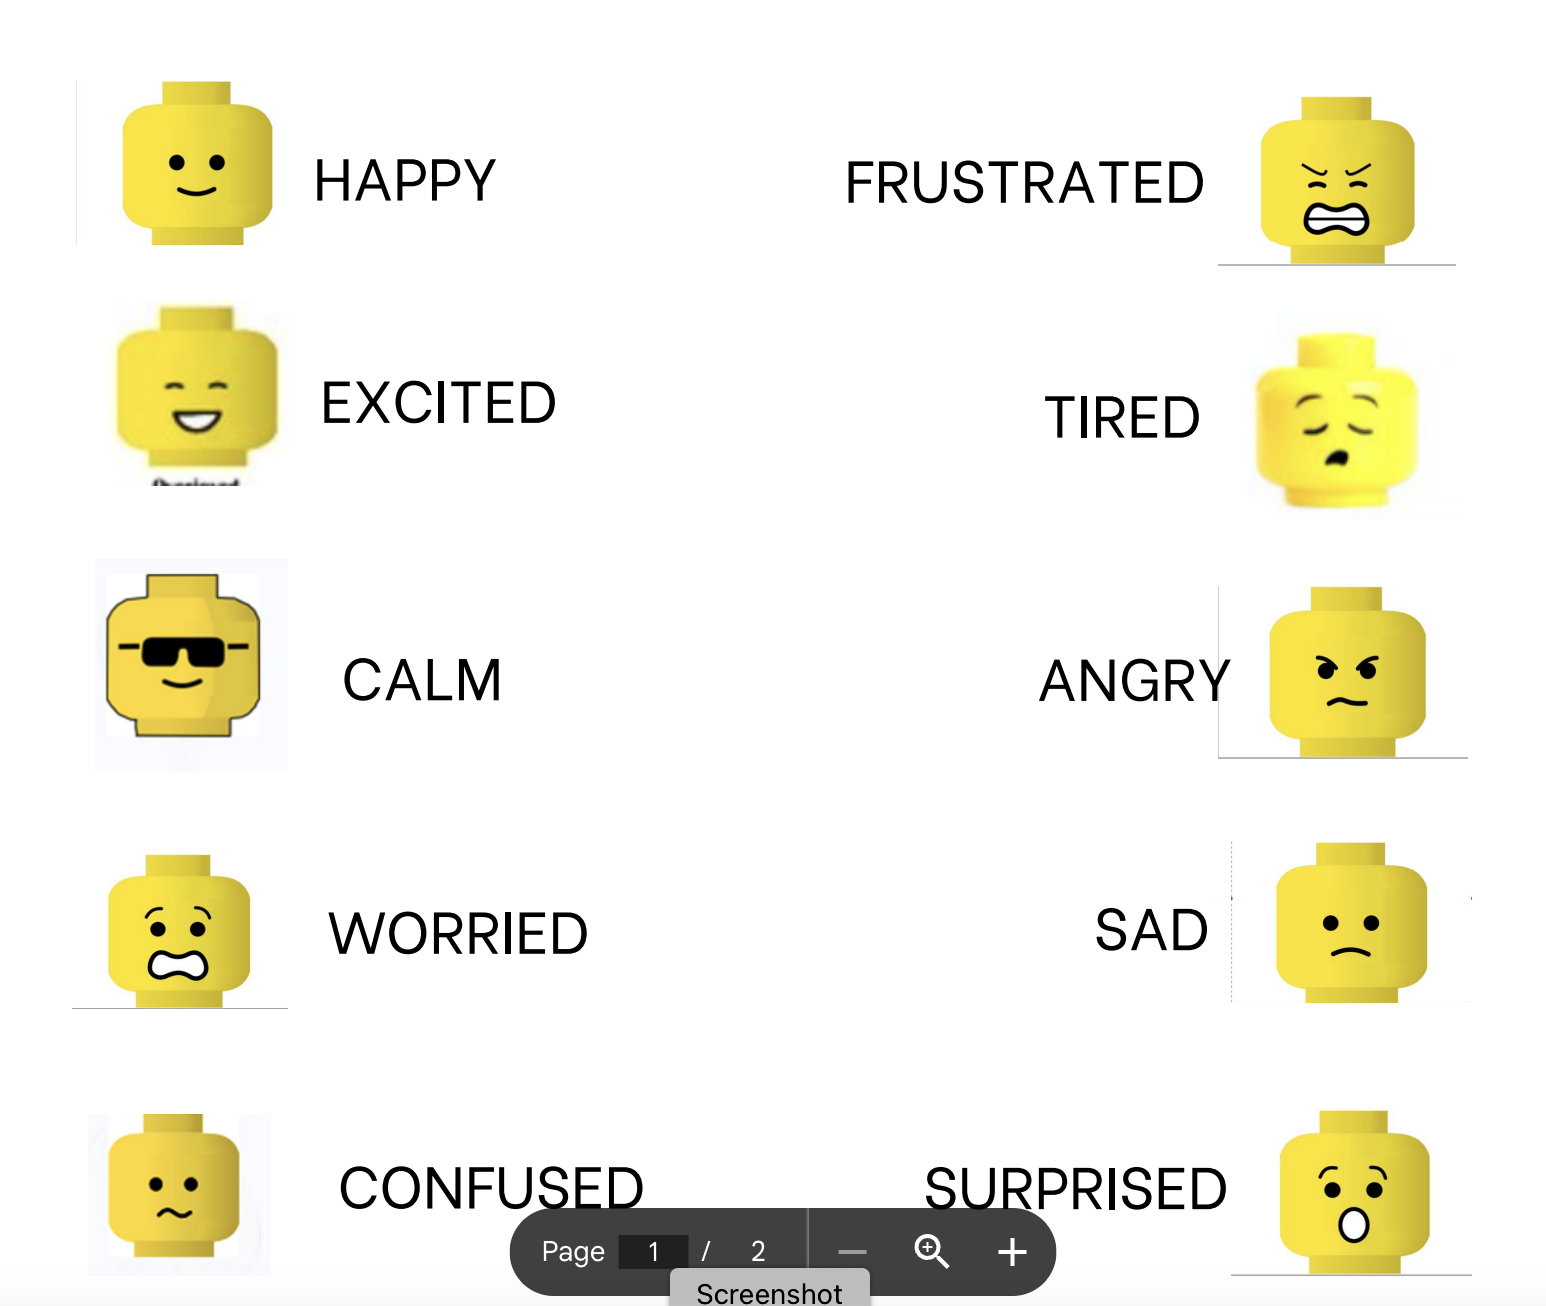 HAPPY
FRUSTRATED
EXCITED
TIRED
CALM
ANGRY
WORRIED
SAD
CONFUSED
SURPRISED
Page 1 / 2
Screenshot